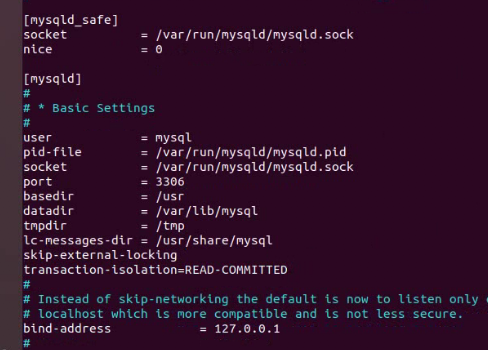 [mysqld_safe]
socket = /var/run/mysqld/mysqld.sock
nice = 0
[mysqld]
#
# * Basic Settings
#
user = mysql
pid-file = /var/run/mysqld/mysqld.pid
socket = /var/run/mysqld/mysqld.sock
port = 3306
basedir = /usr
datadir = /var/lib/mysql
tmpdir = /tmp
lc-messages-dir = /usr/share/mysql
skip-external-locking
transaction-isolation=READ-COMMITTED
#
# Instead of skip-networking the default is now to listen only
# localhost which is more compatible and is not less secure.
bind-address = 127.0.0.1
#